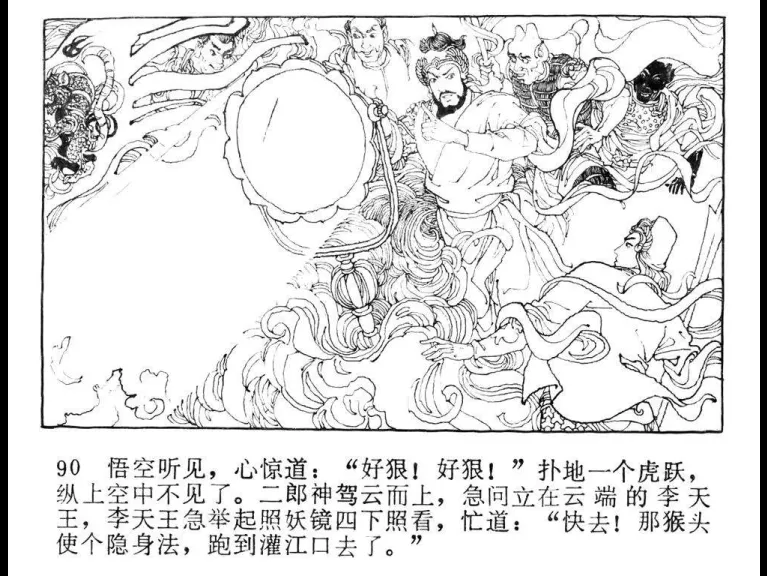 90　悟空听见，心惊道：“好狠！好狠！”扑地一个虎跃，
纵上空中不见了。二郎神驾云而上，急问立在云端的李天
王，李天王急举起照妖镜四下照看，忙道：“快去！那猴头
使个隐身法，跑到灌江口去了。”